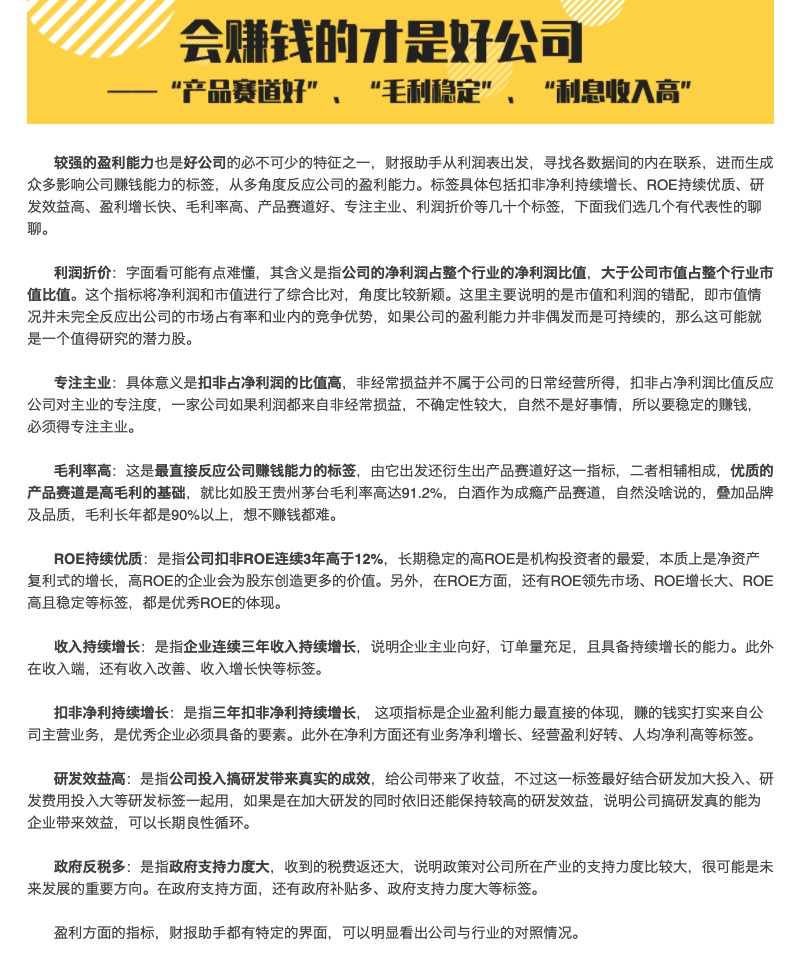 会赚钱的才是好公司
——“产品赛道好”、“毛利稳定”、“利息收入高”
较强的盈利能力也是好公司的必不可少的特征之一，财报助手从利润表出发，寻找各数据间的内在联系，进而生成
众多影响公司赚钱能力的标签，从多角度反应公司的盈利能力。标签具体包括扣非净利持续增长、ROE持续优质、研
发效益高、盈利增长快、毛利率高、产品赛道好、专注主业、利润折价等几十个标签，下面我们选几个有代表性的聊
聊。
利润折价：字面看可能有点难懂，其含义是指公司的净利润占整个行业的净利润比值，大于公司市值占整个行业市
值比值。这个指标将净利润和市值进行了综合比对，角度比较新颖。这里主要说明的是市值和利润的错配，即市值情
况并未完全反应出公司的市场占有率和业内的竞争优势，如果公司的盈利能力并非偶发而是可持续的，那么这可能就
是一个值得研究的潜力股。
专注主业：具体意义是扣非占净利润的比值高，非经常损益并不属于公司的日常经营所得，扣非占净利润比值反应
公司对主业的专注度，一家公司如果利润都来自非经常损益，不确定性较大，自然不是好事情，所以要稳定的赚钱，
必须得专注主业。
毛利率高：这是最直接反应公司赚钱能力的标签，由它出发还衍生出产品赛道好这一指标，二者相辅相成，优质的
产品赛道是高毛利的基础，就比如股王贵州茅台毛利率高达91.2%，白酒作为成瘾产品赛道，自然没啥说的，叠加品牌
及品质，毛利长年都是90%以上，想不赚钱都难。
ROE持续优质：是指公司扣非ROE连续3年高于12%，长期稳定的高ROE是机构投资者的最爱，本质上是净资产
复利式的增长，高ROE的企业会为股东创造更多的价值。另外，在ROE方面，还有ROE领先市场、ROE增长大、ROE
高且稳定等标签，都是优秀ROE的体现。
收入持续增长：是指企业连续三年收入持续增长，说明企业主业向好，订单量充足，且具备持续增长的能力。此外
在收入端，还有收入改善、收入增长快等标签。
扣非净利持续增长：是指三年扣非净利持续增长， 这项指标是企业盈利能力最直接的体现，赚的钱实打实来自公
司主营业务，是优秀企业必须具备的要素。此外在净利方面还有业务净利增长、经营盈利好转、人均净利高等标签。
研发效益高：是指公司投入搞研发带来真实的成效，给公司带来了收益，不过这一标签最好结合研发加大投入、研
发费用投入大等研发标签一起用，如果是在加大研发的同时依旧还能保持较高的研发效益，说明公司搞研发真的能为
企业带来效益，可以长期良性循环。
政府反税多：是指政府支持力度大，收到的税费返还大，说明政策对公司所在产业的支持力度比较大，很可能是未
来发展的重要方向。在政府支持方面，还有政府补贴多、政府支持力度大等标签。
盈利方面的指标，财报助手都有特定的界面，可以明显看出公司与行业的对照情况。